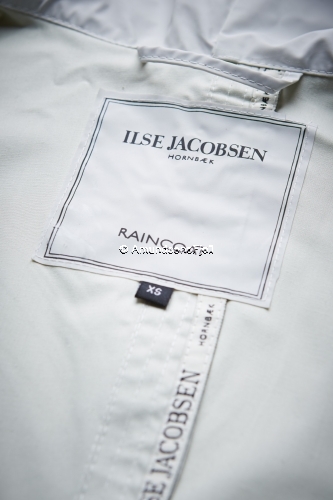 ILSE JACOBSEN
HORNBÆK
RAINCOAT
XS
HORNBÆK
ILSE JACOBSEN